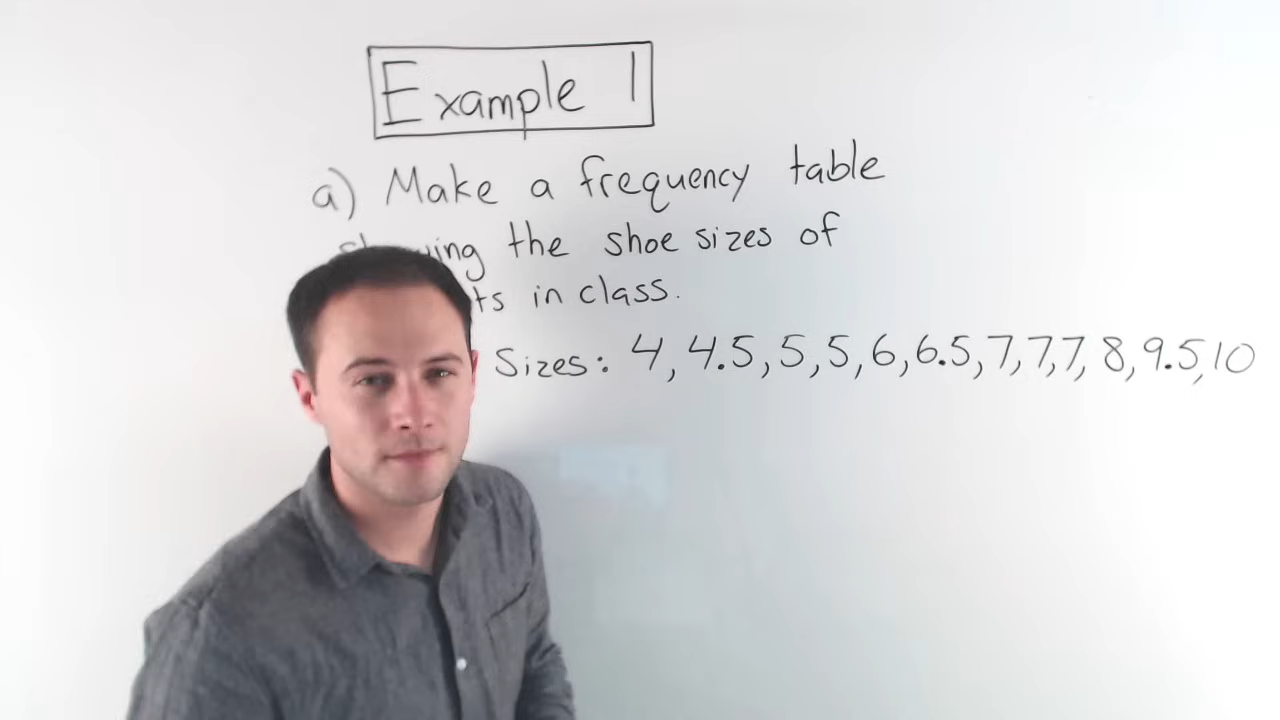 Example 1
a) Make a frequency table
the shoe sizes of
in class.
Sizes: 4, 4.5, 5, 5, 6, 6.5, 7, 7, 7, 8, 9.5, 10